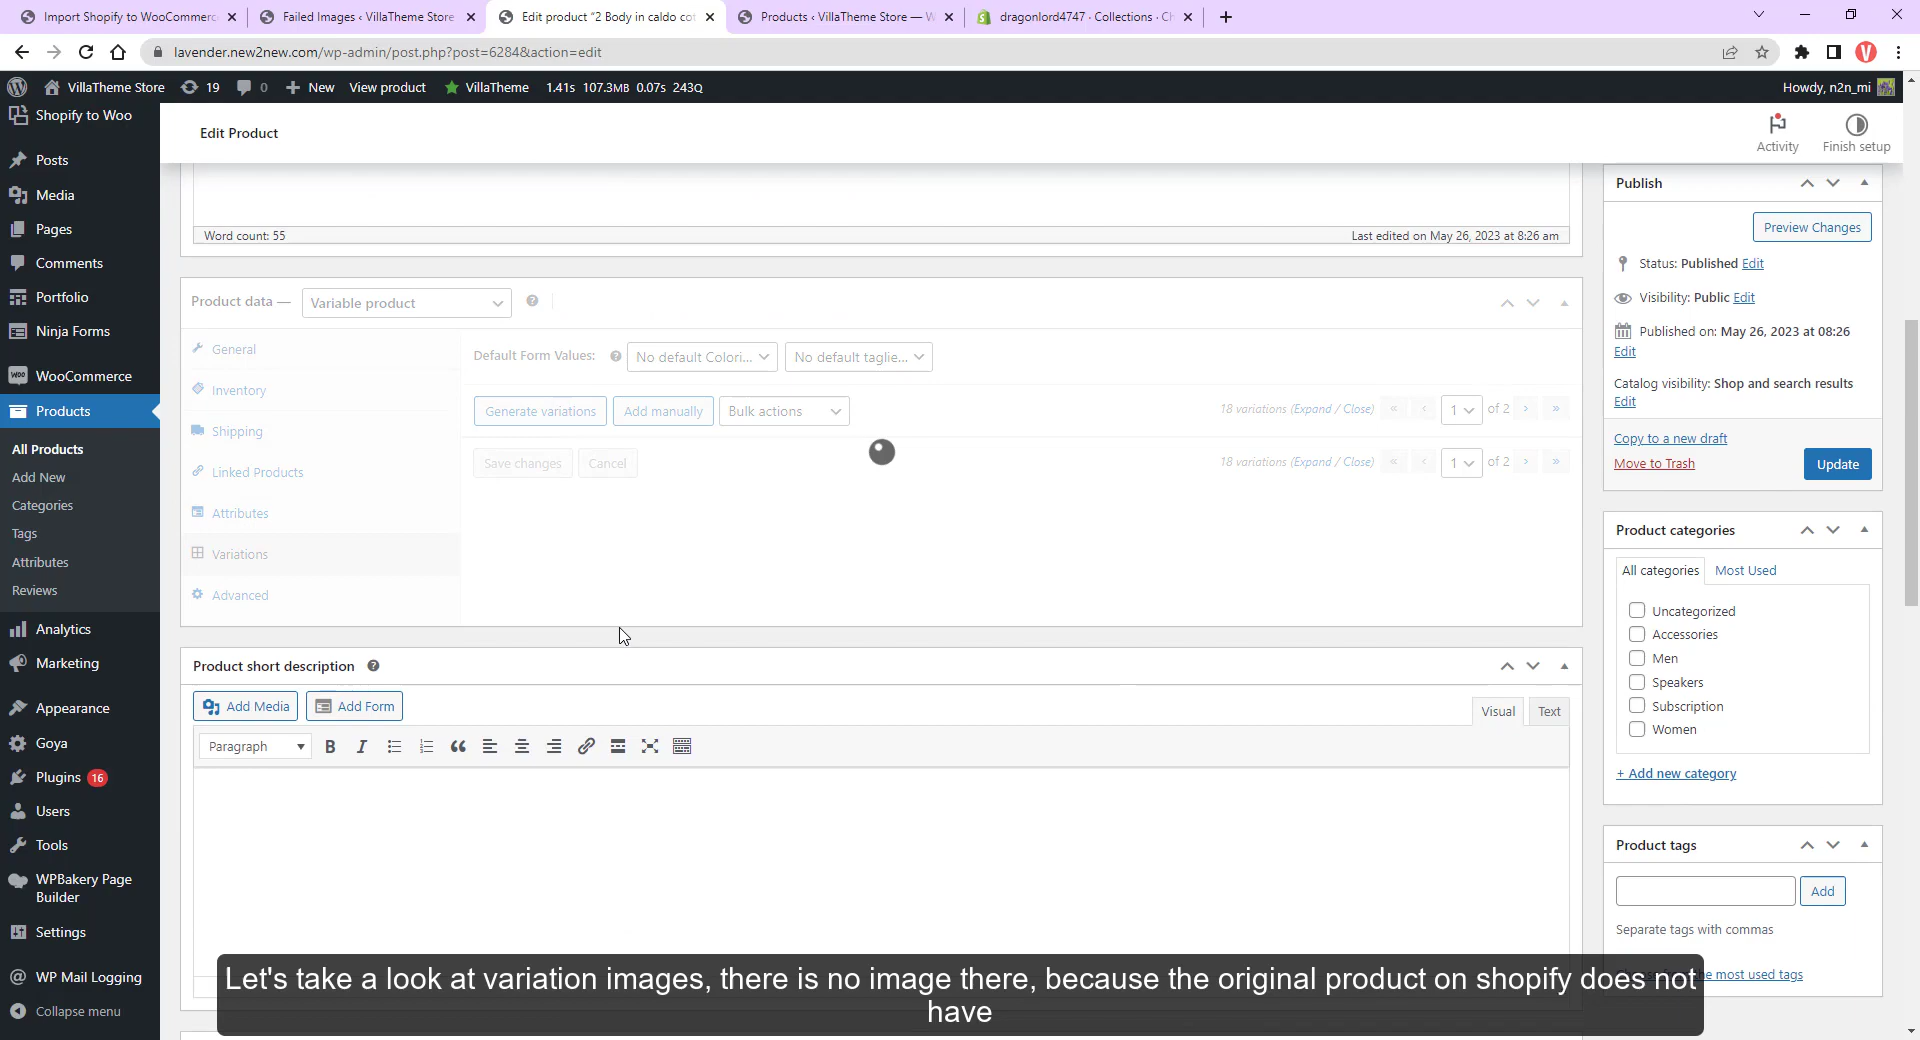 Import Shopify to WooCommerc
Failed Images ‹ VillaTheme Store
Edit product "2 Body in caldo cot
Products ‹ VillaTheme Store — W
dragonlord4747 · Collections · Ch
lavender.new2new.com/wp-admin/post.php?post=6284&action=edit
VillaTheme Store 19 0 New View product VillaTheme 1.41s 107.3MB 0.07s 243Q Howdy, n2n_mi
Shopify to Woo
Posts
Media
Pages
Comments
Portfolio
Ninja Forms
WooCommerce
Products
All Products
Add New
Categories
Tags
Attributes
Reviews
Analytics
Marketing
Appearance
Goya
Plugins 16
Users
Tools
WPBakery Page
Builder
Settings
WP Mail Logging
Collapse menu
Edit Product
Activity
Finish setup
Word count: 55
Last edited on May 26, 2023 at 8:26 am
Product data — Variable product
General
Inventory
Shipping
Linked Products
Attributes
Variations
Advanced
Default Form Values: No default Colori... No default taglie...
Generate variations Add manually Bulk actions 18 variations (Expand / Close) « ‹ 1 of 2 › »
Save changes Cancel 18 variations (Expand / Close) « ‹ 1 of 2 › »
Product short description
Add Media Add Form
Visual Text
Paragraph
Publish
Preview Changes
Status: Published Edit
Visibility: Public Edit
Published on: May 26, 2023 at 08:26
Edit
Catalog visibility: Shop and search results
Edit
Copy to a new draft
Move to Trash
Update
Product categories
All categories Most Used
Uncategorized
Accessories
Men
Speakers
Subscription
Women
+ Add new category
Product tags
Add
Separate tags with commas
the most used tags
Let's take a look at variation images, there is no image there, because the original product on shopify does not
have